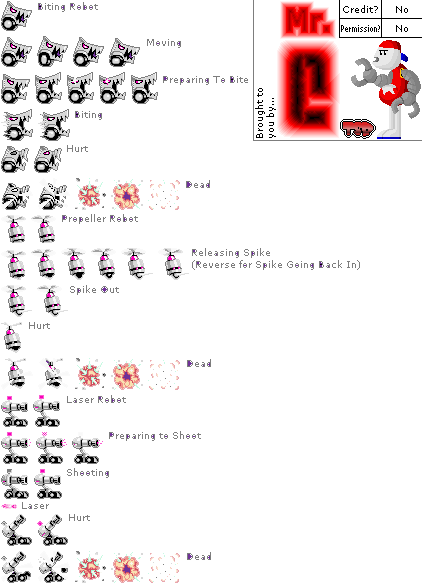 Biting Robot
Moving
Preparing To Bite
Biting
Hurt
Dead
Propeller Robot
Releasing Spike
(Reverse for Spike Going Back In)
Spike Out
Hurt
Dead
Laser Robot
Preparing to Shoot
Shooting
Laser
Hurt
Dead
Brought to
you by...
Mr.
C
Credit? No
Permission? No